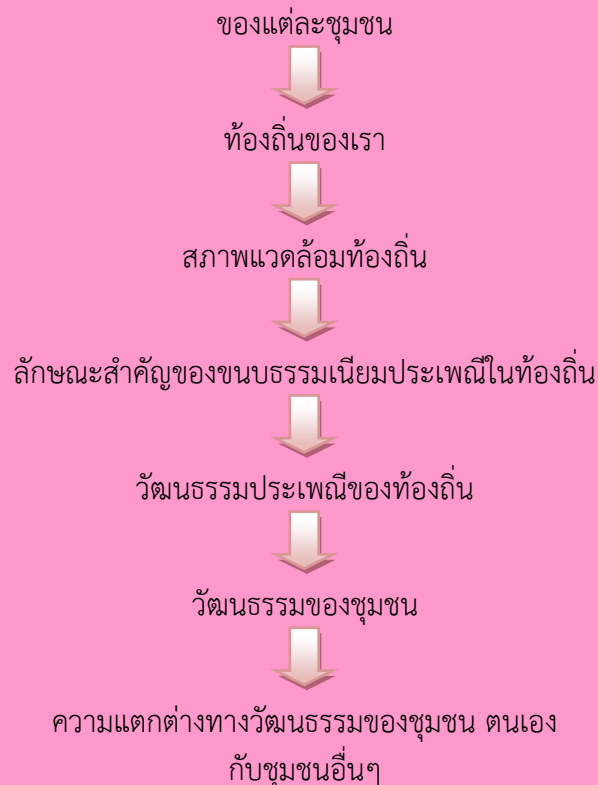 ของแต่ละชุมชน
ท้องถิ่นของเรา
สภาพแวดล้อมท้องถิ่น
ลักษณะสำคัญของขนบธรรมเนียมประเพณีในท้องถิ่น
วัฒนธรรมประเพณีของท้องถิ่น
วัฒนธรรมของชุมชน
ความแตกต่างทางวัฒนธรรมของชุมชน ตนเอง
กับชุมชนอื่นๆ